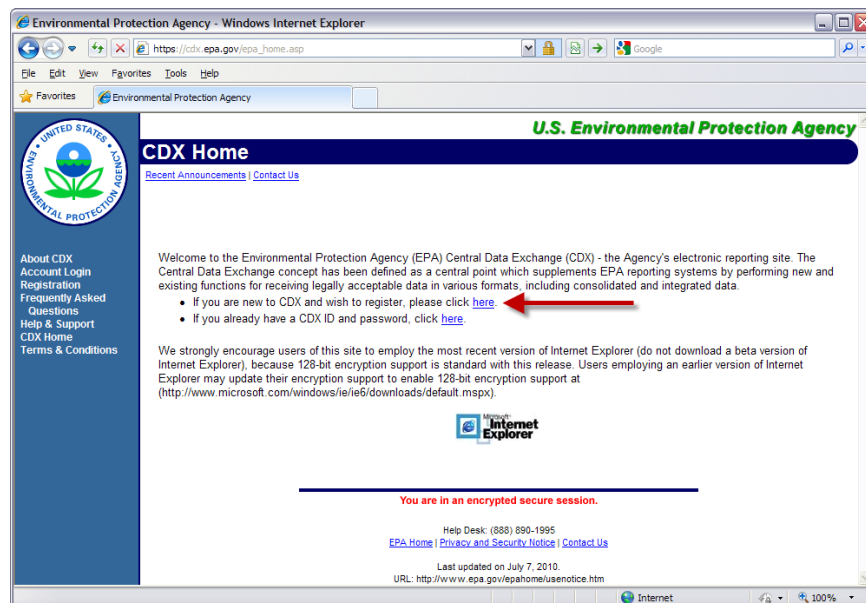 Environmental Protection Agency - Windows Internet Explorer
https://cdx.epa.gov/epa_home.asp
Google
File Edit View Favorites Tools Help
Favorites
Environmental Protection Agency
UNITED STATES
ENVIRONMENTAL PROTECTION AGENCY
U.S. Environmental Protection Agency
CDX Home
Recent Announcements | Contact Us
About CDX
Account Login
Registration
Frequently Asked
Questions
Help & Support
CDX Home
Terms & Conditions
Welcome to the Environmental Protection Agency (EPA) Central Data Exchange (CDX) - the Agency's electronic reporting site. The
Central Data Exchange concept has been defined as a central point which supplements EPA reporting systems by performing new and
existing functions for receiving legally acceptable data in various formats, including consolidated and integrated data.
• If you are new to CDX and wish to register, please click here.
• If you already have a CDX ID and password, click here.
We strongly encourage users of this site to employ the most recent version of Internet Explorer (do not download a beta version of
Internet Explorer), because 128-bit encryption support is standard with this release. Users employing an earlier version of Internet
Explorer may update their encryption support to enable 128-bit encryption support at
(http://www.microsoft.com/windows/ie/ie6/downloads/default.mspx).
Microsoft
Internet
Explorer
You are in an encrypted secure session.
Help Desk: (888) 890-1995
EPA Home | Privacy and Security Notice | Contact Us
Last updated on July 7, 2010.
URL: http://www.epa.gov/epahome/usenotice.htm
Internet
100%